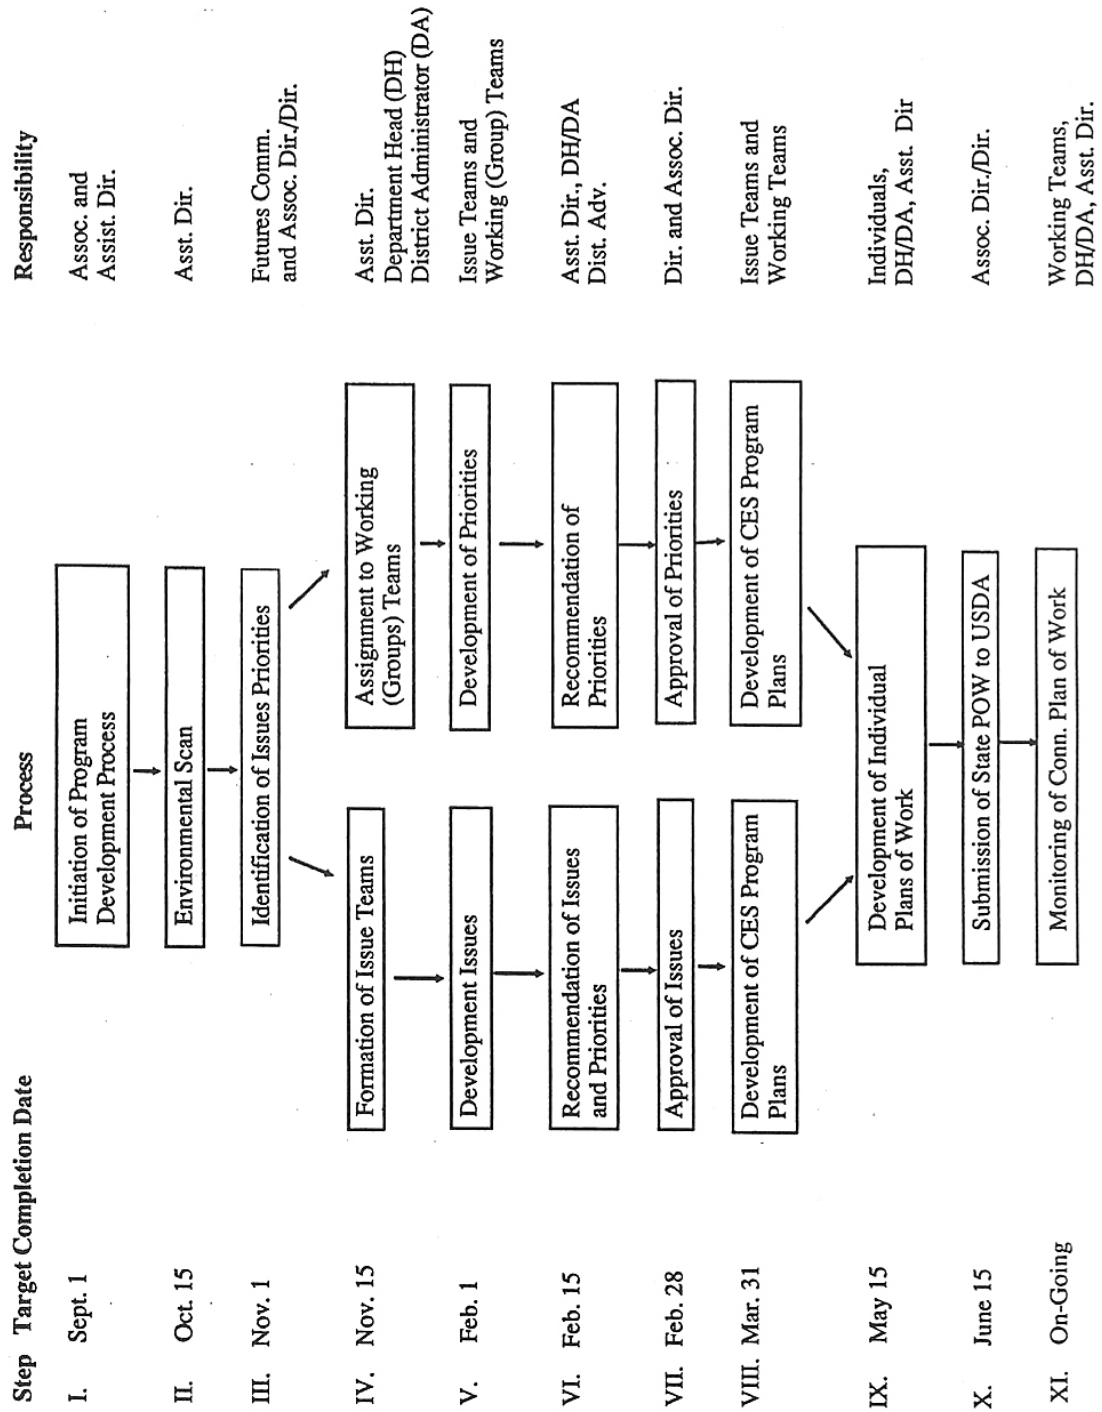 Step Target Completion Date Process Responsibility
I. Sept. 1
Initiation of Program
Development Process
Assoc. and
Assist. Dir.
II. Oct. 15
Environmental Scan
Asst. Dir.
III. Nov. 1
Identification of Issues Priorities
Futures Comm.
and Assoc. Dir./Dir.
IV. Nov. 15
Formation of Issue Teams
Assignment to Working
(Groups) Teams
Asst. Dir.
Department Head (DH)
District Administrator (DA)
V. Feb. 1
Development Issues
Development of Priorities
Issue Teams and
Working (Group) Teams
VI. Feb. 15
Recommendation of Issues
and Priorities
Recommendation of
Priorities
Asst. Dir., DH/DA
Dist. Adv.
VII. Feb. 28
Approval of Issues
Approval of Priorities
Dir. and Assoc. Dir.
VIII. Mar. 31
Development of CES Program
Plans
Development of CES Program
Plans
Issue Teams and
Working Teams
IX. May 15
Development of Individual
Plans of Work
Individuals,
DH/DA, Asst. Dir
X. June 15
Submission of State POW to USDA
Assoc. Dir./Dir.
XI. On-Going
Monitoring of Conn. Plan of Work
Working Teams,
DH/DA, Asst. Dir.